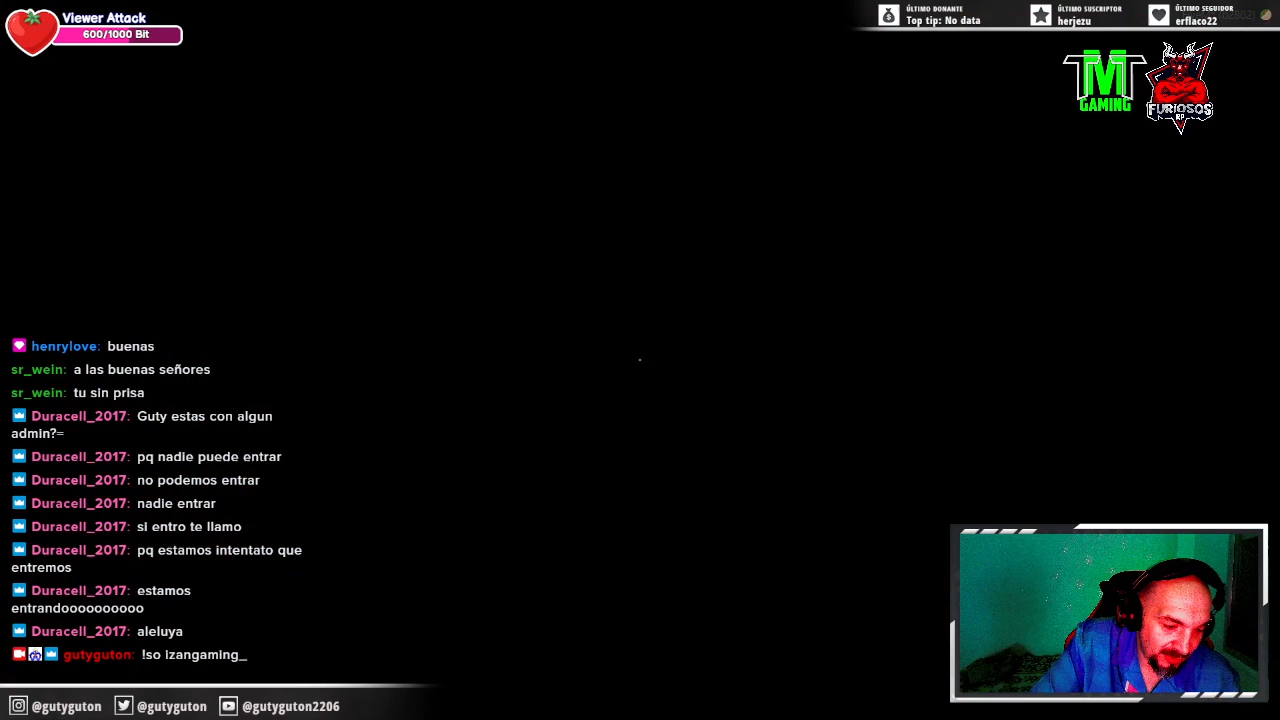 Viewer Attack
600/1000 Bit
ÚLTIMO DONANTE
Top tip: No data
ÚLTIMO SUSCRIPTOR
herjezu
ÚLTIMO SEGUIDOR
erflaco22
TMT
GAMING
FURIOSOS
RP
henrylove: buenas
sr_wein: a las buenas señores
sr_wein: tu sin prisa
Duracell_2017: Guty estas con algun
admin?=
Duracell_2017: pq nadie puede entrar
Duracell_2017: no podemos entrar
Duracell_2017: nadie entrar
Duracell_2017: sI entro te llamo
Duracell_2017: pq estamos intentato que
entremos
Duracell_2017: estamos
entrandoooooooooo
Duracell_2017: aleluya
gutyguton: !so Izangaming_
@gutyguton
@gutyguton
@gutyguton2206